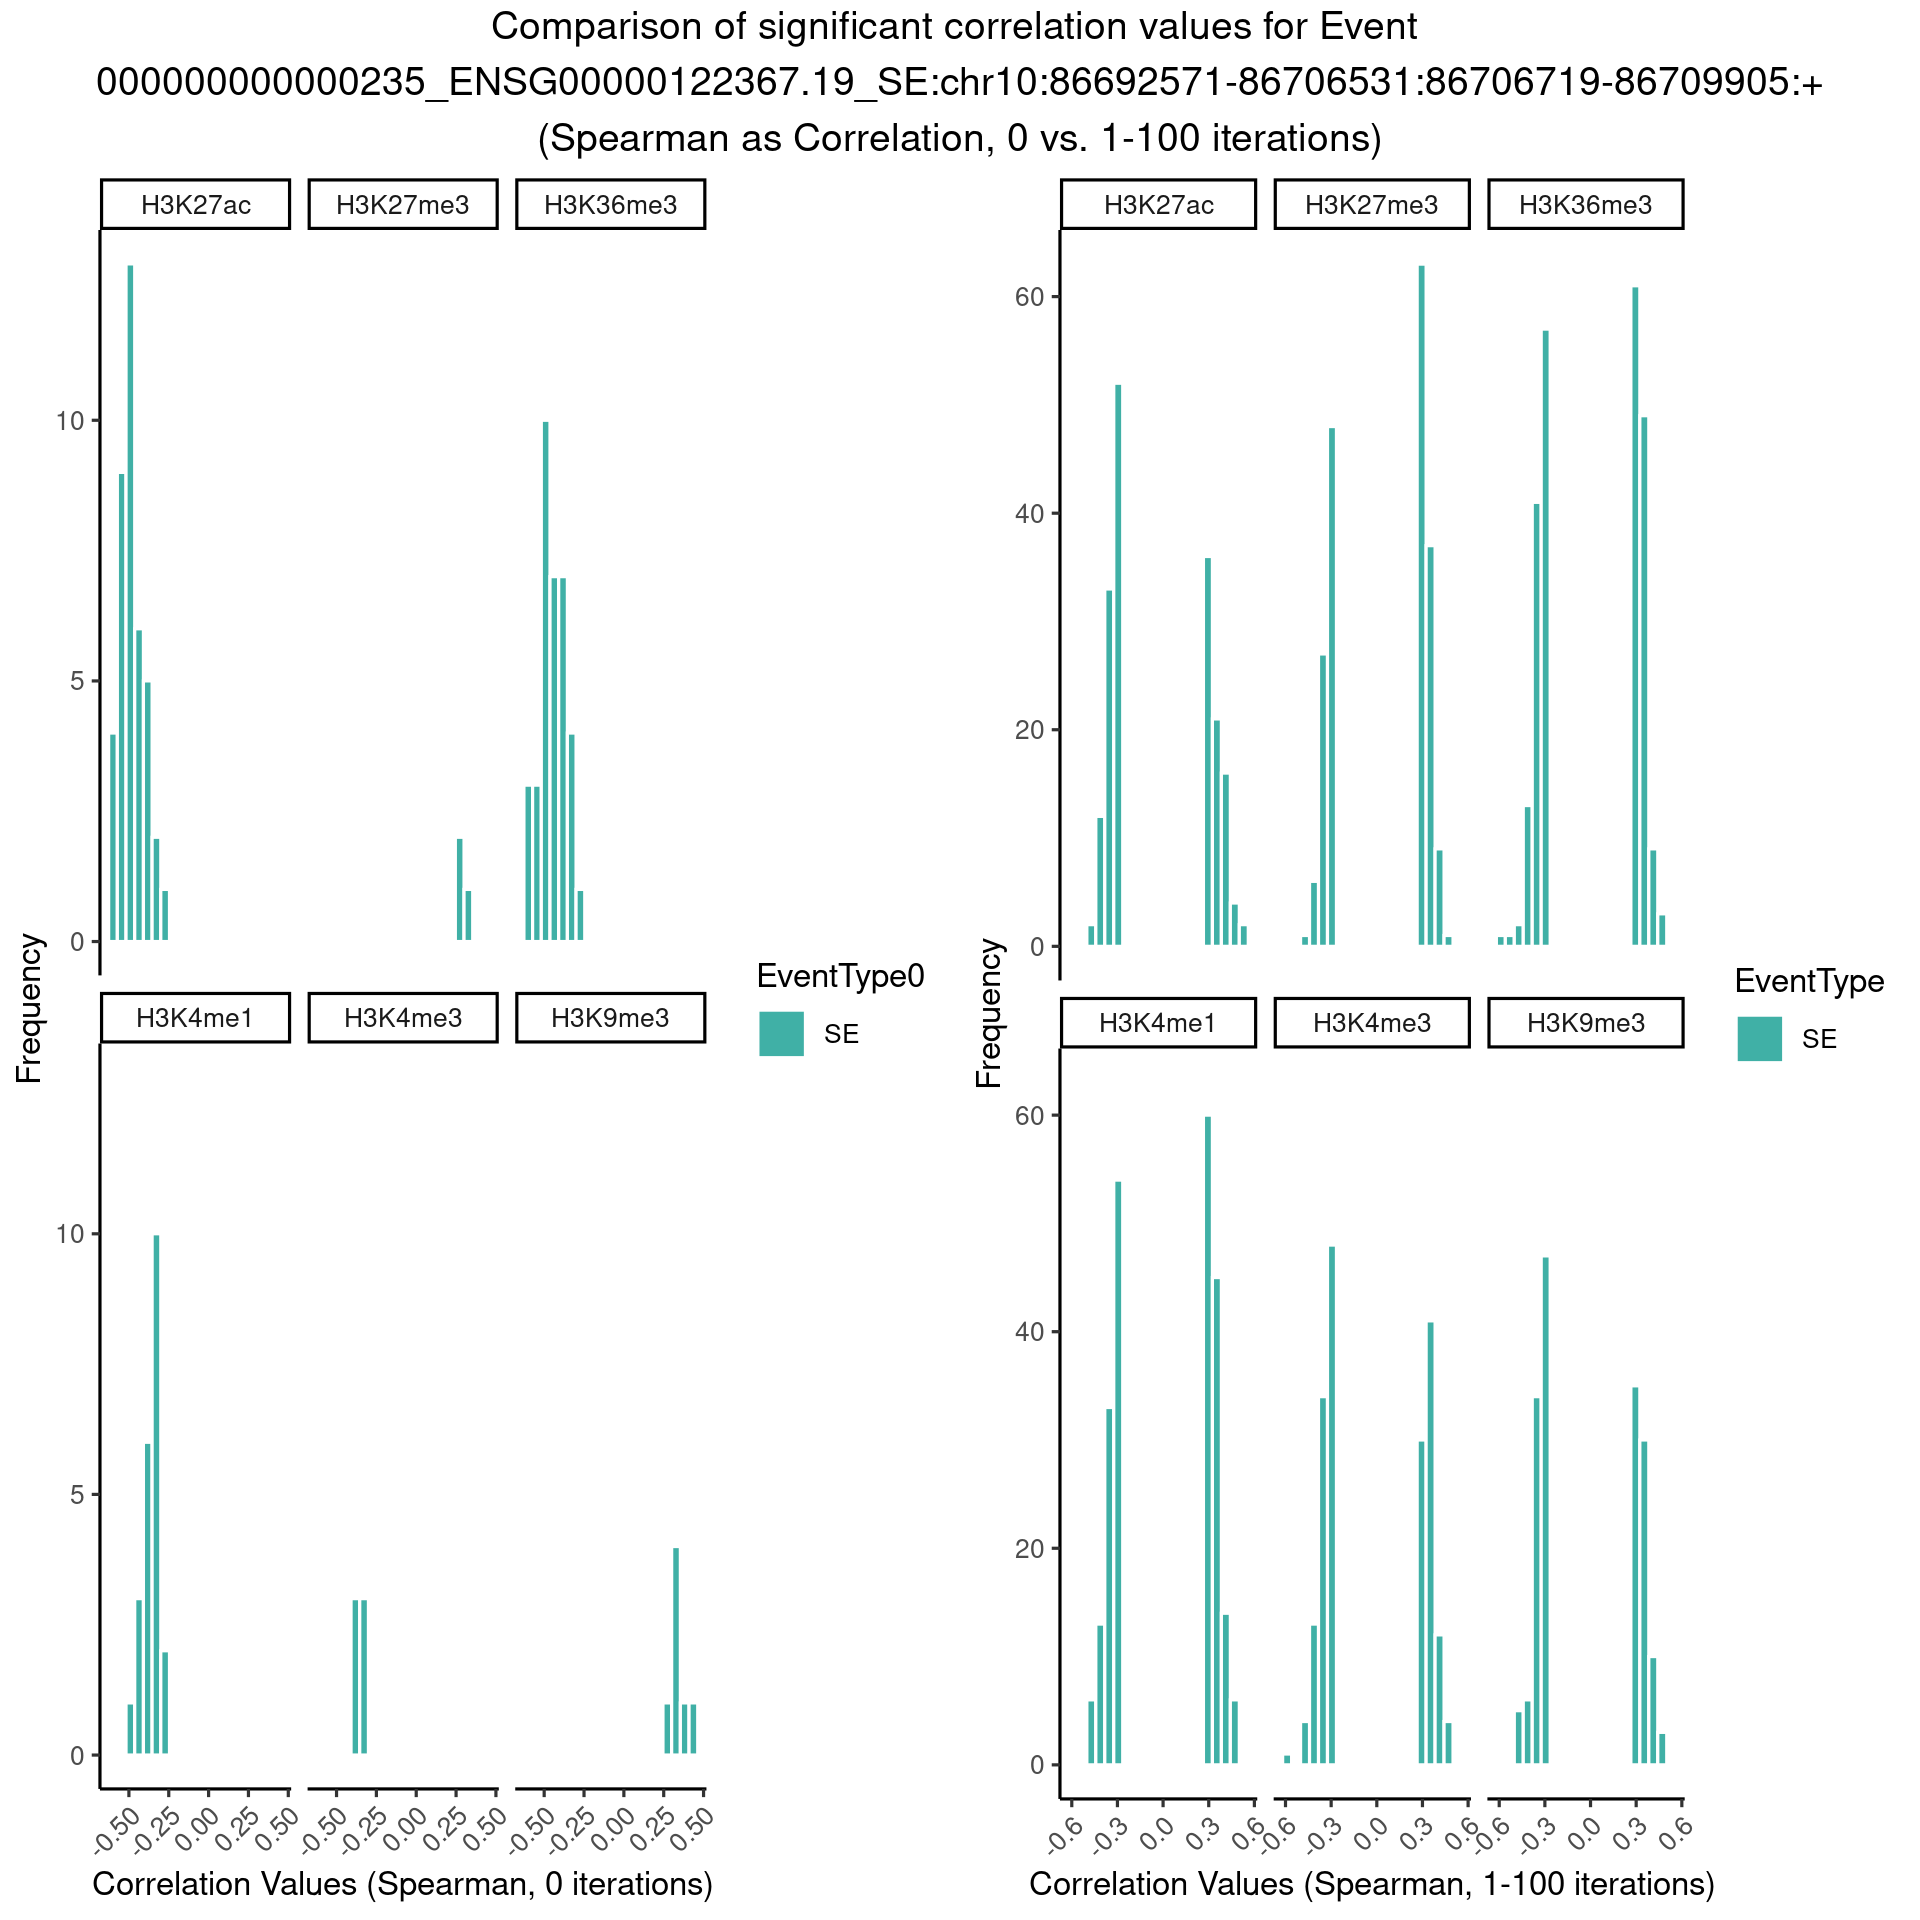 Comparison of significant correlation values for Event
000000000000235_ENSG00000122367.19_SE:chr10:86692571-86706531:86706719-86709905:+
(Spearman as Correlation, 0 vs. 1-100 iterations)
H3K27ac H3K27me3 H3K36me3
10
5
0
H3K4me1 H3K4me3 H3K9me3
10
5
0
-0.50 -0.25 0.00 0.25 0.50 -0.50 -0.25 0.00 0.25 0.50 -0.50 -0.25 0.00 0.25 0.50
Frequency
Correlation Values (Spearman, 0 iterations)
EventType0
SE
H3K27ac H3K27me3 H3K36me3
60
40
20
0
H3K4me1 H3K4me3 H3K9me3
60
40
20
0
-0.6 -0.3 0.0 0.3 0.6 -0.6 -0.3 0.0 0.3 0.6 -0.6 -0.3 0.0 0.3 0.6
Frequency
Correlation Values (Spearman, 1-100 iterations)
EventType
SE